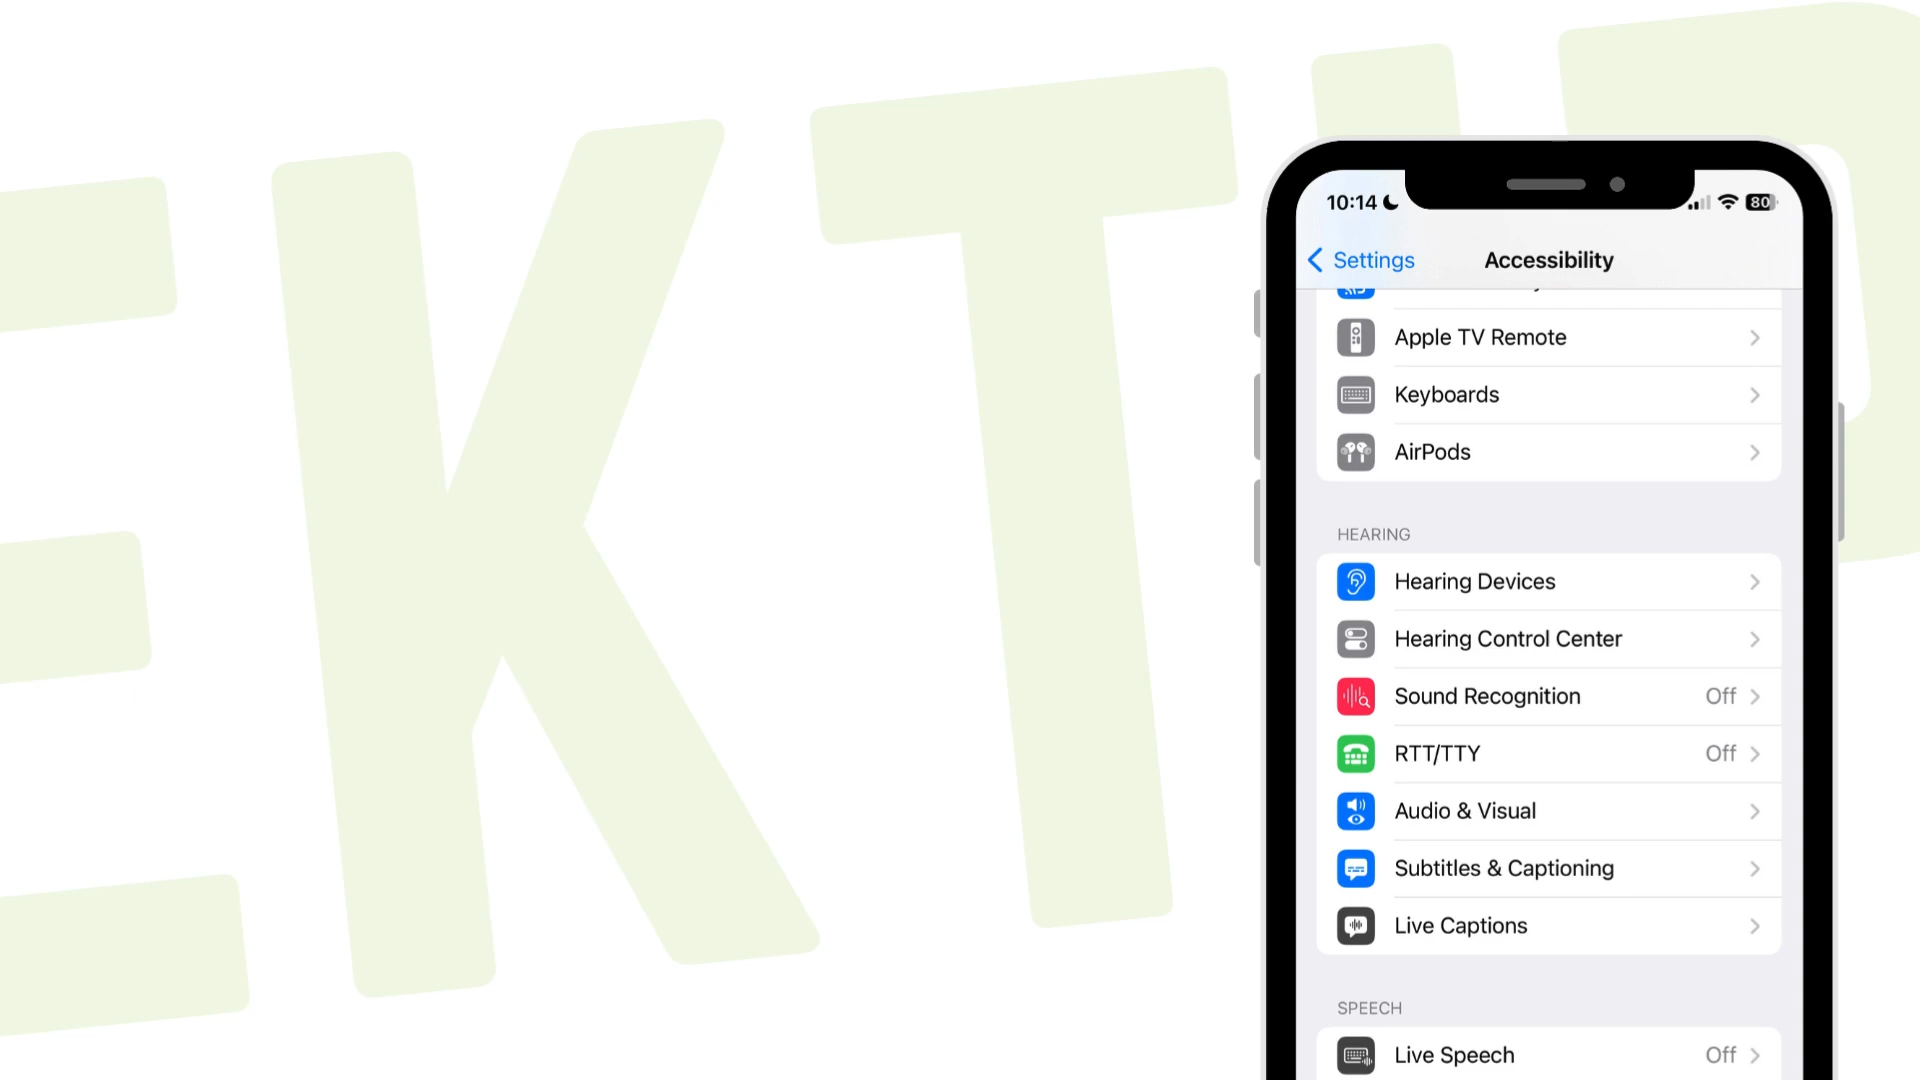 EKTID
10:14
80
Settings
Accessibility
Apple TV Remote
Keyboards
AirPods
HEARING
Hearing Devices
Hearing Control Center
Sound Recognition Off
RTT/TTY Off
Audio & Visual
Subtitles & Captioning
Live Captions
SPEECH
Live Speech Off